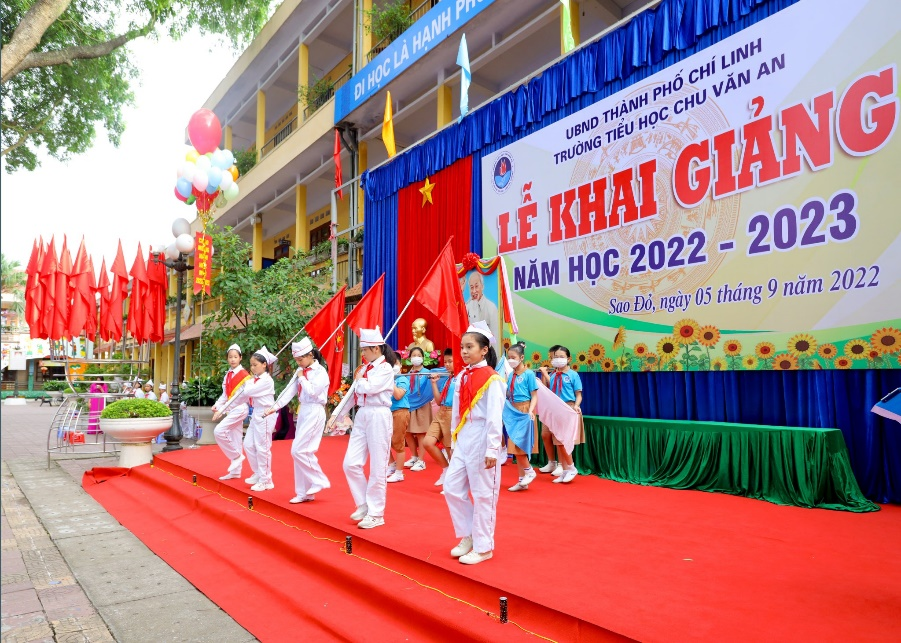 ĐI HỌC LÀ HẠNH PH
UBND THÀNH PHỐ CHÍ LINH
TRƯỜNG TIỂU HỌC CHU VĂN AN
LỄ KHAI GIẢNG
NĂM HỌC 2022 - 2023
Sao Đỏ, ngày 05 tháng 9 năm 2022